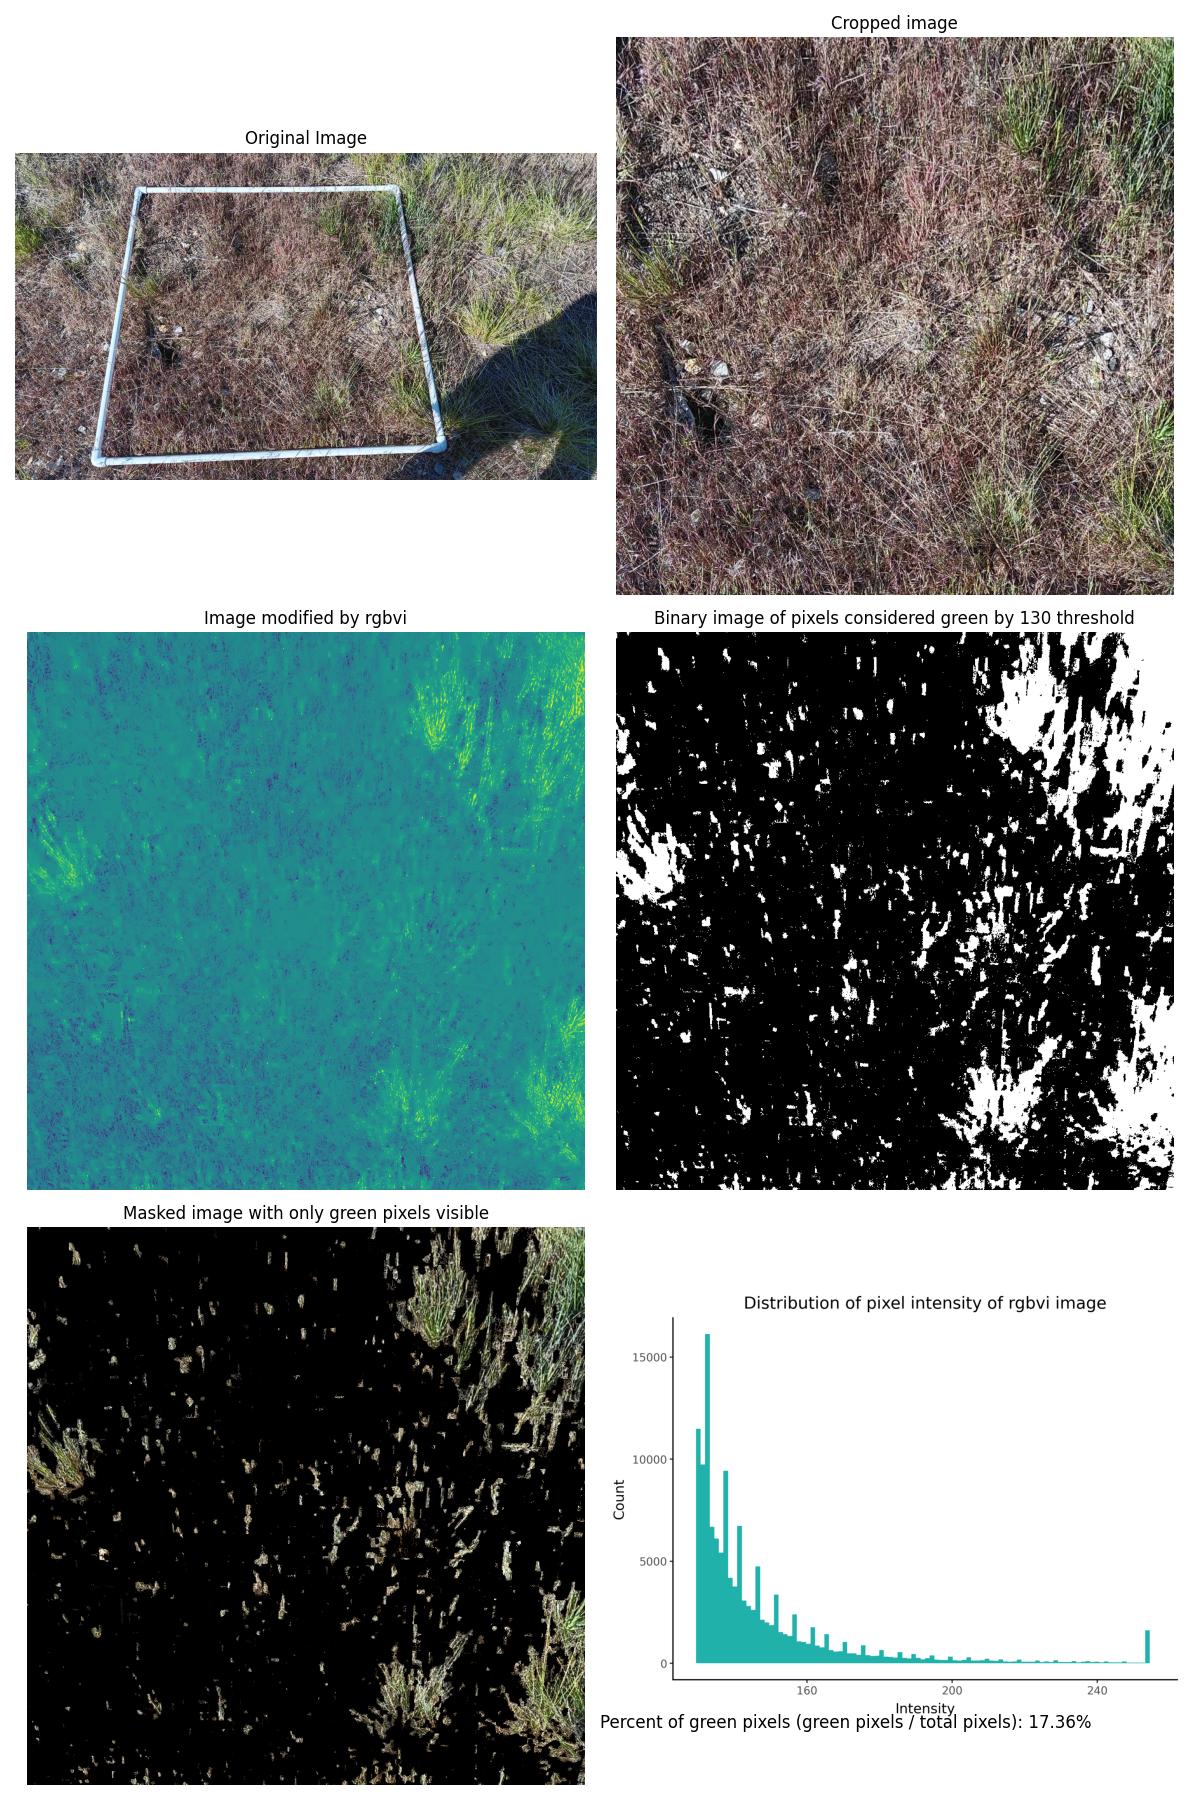 Cropped image
Original Image
Image modified by rgbvi
Binary image of pixels considered green by 130 threshold
Masked image with only green pixels visible
Distribution of pixel intensity of rgbvi image
15000
10000
5000
0
Count
160
200
240
Intensity
Percent of green pixels (green pixels / total pixels): 17.36%